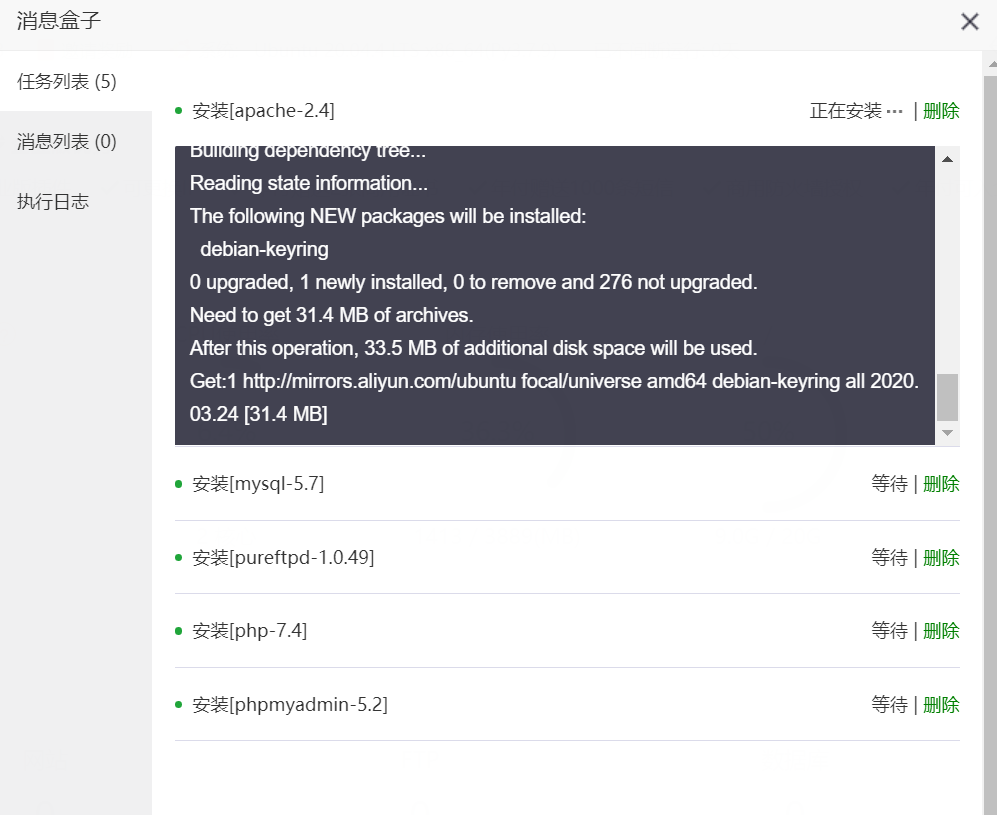 消息盒子
任务列表 (5)
消息列表 (0)
执行日志
安装[apache-2.4] 正在安装 ··· | 删除
Building dependency tree...
Reading state information...
The following NEW packages will be installed:
debian-keyring
0 upgraded, 1 newly installed, 0 to remove and 276 not upgraded.
Need to get 31.4 MB of archives.
After this operation, 33.5 MB of additional disk space will be used.
Get:1 http://mirrors.aliyun.com/ubuntu focal/universe amd64 debian-keyring all 2020.
03.24 [31.4 MB]
安装[mysql-5.7] 等待 | 删除
安装[pureftpd-1.0.49] 等待 | 删除
安装[php-7.4] 等待 | 删除
安装[phpmyadmin-5.2] 等待 | 删除